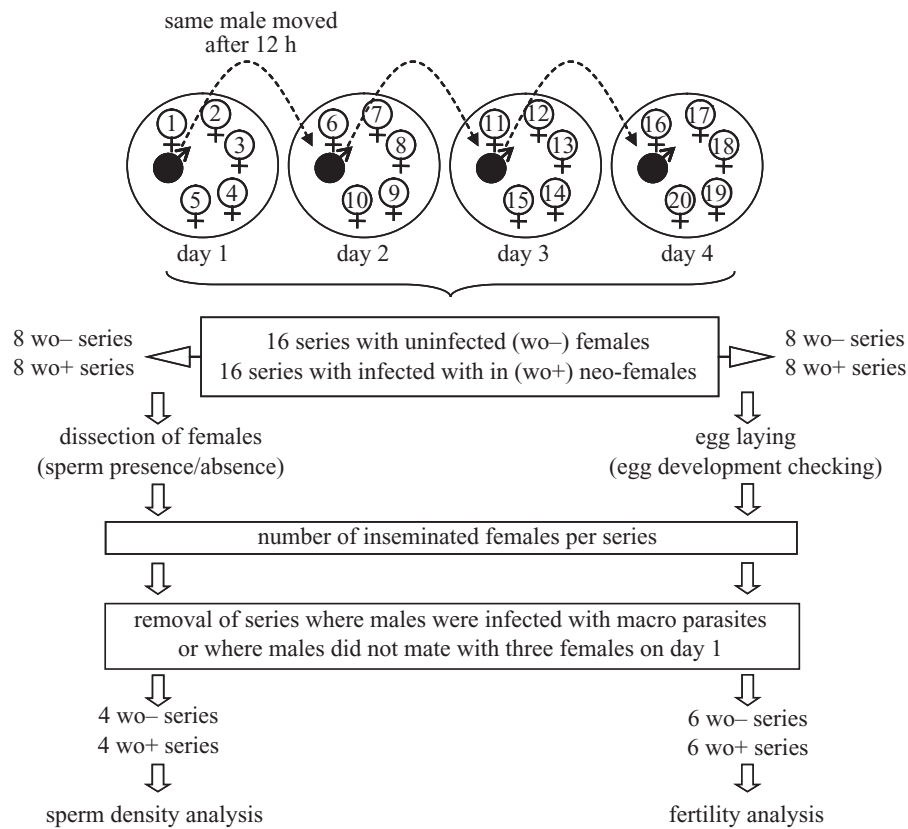 same male moved
after 12 h
1 2 3 4 5
6 7 8 9 10
11 12 13 14 15
16 17 18 19 20
day 1 day 2 day 3 day 4
8 wo– series
8 wo+ series
16 series with uninfected (wo–) females
16 series with infected with in (wo+) neo-females
8 wo– series
8 wo+ series
dissection of females
(sperm presence/absence)
egg laying
(egg development checking)
number of inseminated females per series
removal of series where males were infected with macro parasites
or where males did not mate with three females on day 1
4 wo– series
4 wo+ series
6 wo– series
6 wo+ series
sperm density analysis
fertility analysis